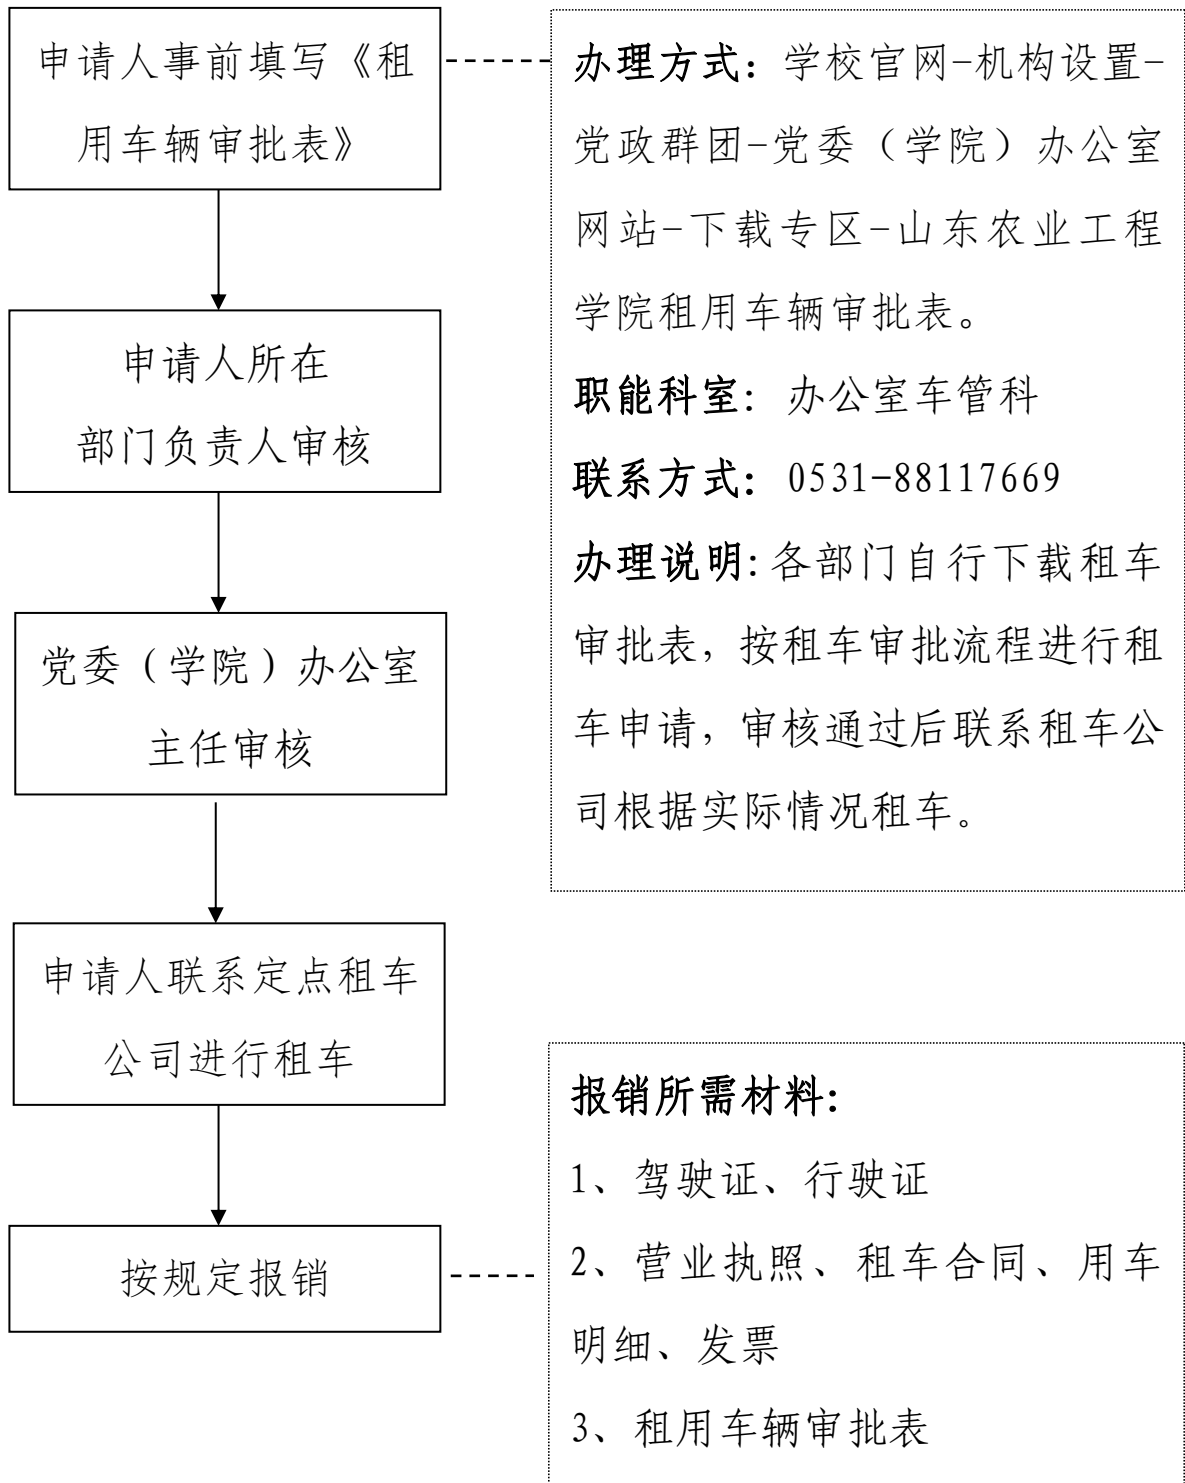 申请人事前填写《租
用车辆审批表》
办理方式：学校官网-机构设置-
党政群团-党委（学院）办公室
网站-下载专区-山东农业工程
学院租用车辆审批表。
职能科室：办公室车管科
联系方式：0531-88117669
办理说明:各部门自行下载租车
审批表，按租车审批流程进行租
车申请，审核通过后联系租车公
司根据实际情况租车。
申请人所在
部门负责人审核
党委（学院）办公室
主任审核
申请人联系定点租车
公司进行租车
按规定报销
报销所需材料:
1、驾驶证、行驶证
2、营业执照、租车合同、用车
明细、发票
3、租用车辆审批表